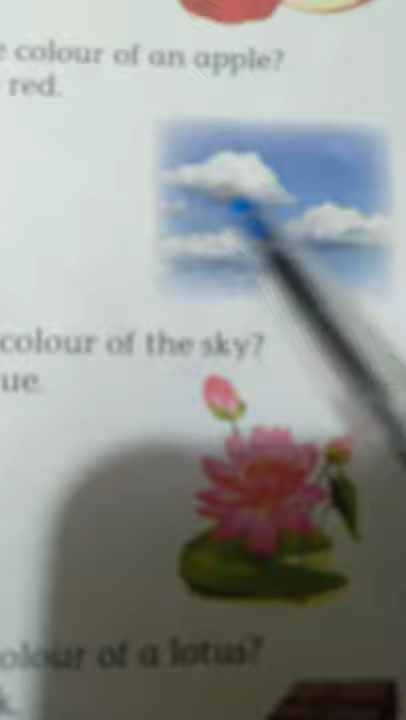 colour of an apple?
red.
colour of the sky?
ue.
olour of a lotus?
k.